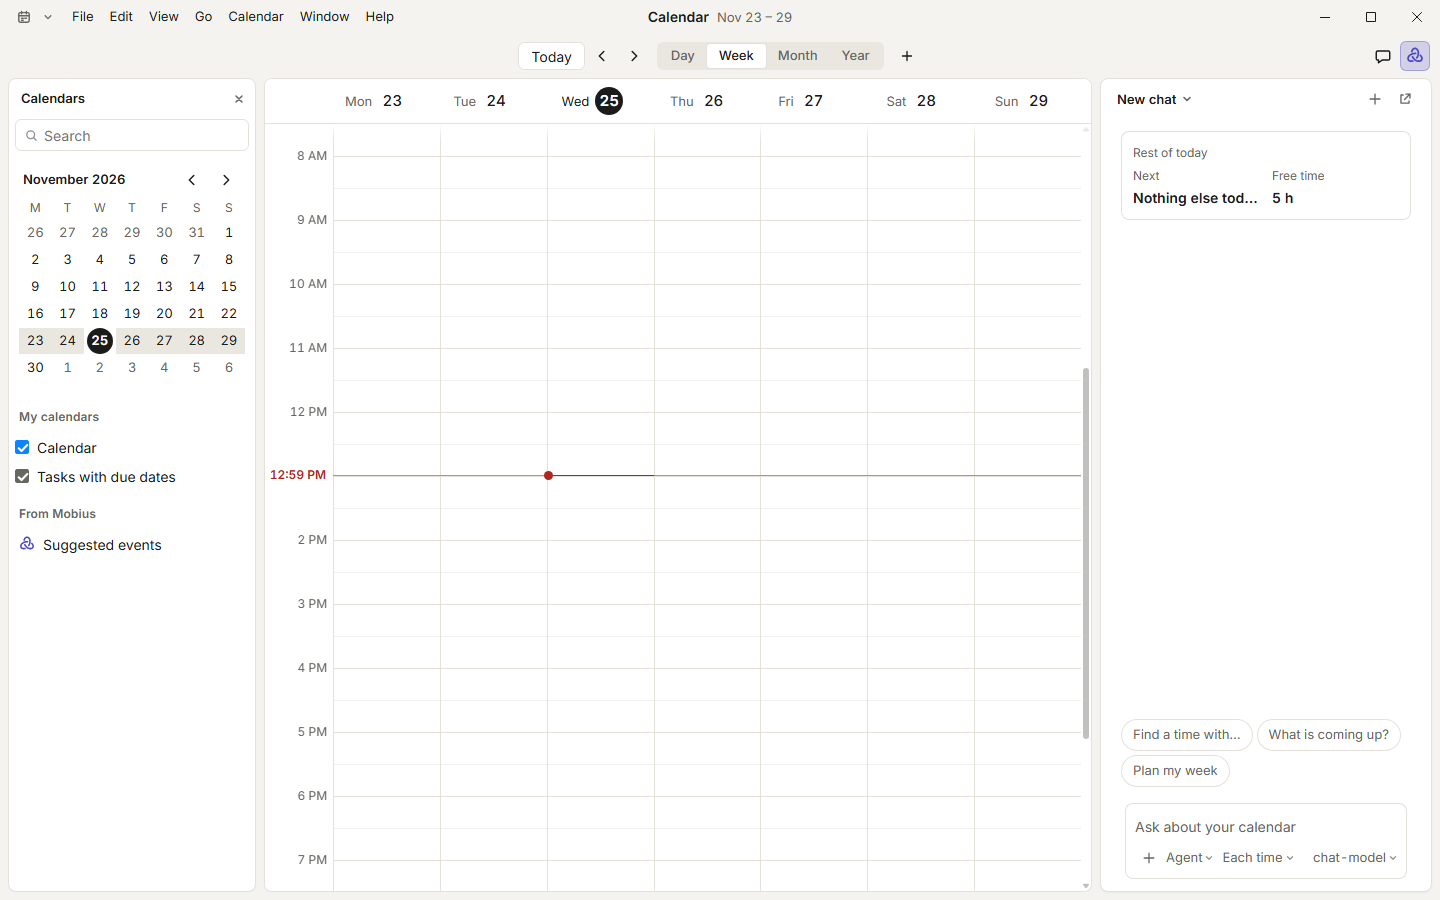 File Edit View Go Calendar Window Help
Calendar Nov 23 – 29
Today Day Week Month Year
Calendars
Search
November 2026
M T W T F S S
26 27 28 29 30 31 1
2 3 4 5 6 7 8
9 10 11 12 13 14 15
16 17 18 19 20 21 22
23 24 25 26 27 28 29
30 1 2 3 4 5 6
My calendars
Calendar
Tasks with due dates
From Mobius
Suggested events
Mon 23 Tue 24 Wed 25 Thu 26 Fri 27 Sat 28 Sun 29
8 AM
9 AM
10 AM
11 AM
12 PM
12:59 PM
2 PM
3 PM
4 PM
5 PM
6 PM
7 PM
New chat
Rest of today
Next Free time
Nothing else tod... 5 h
Find a time with... What is coming up?
Plan my week
Ask about your calendar
Agent Each time chat-model